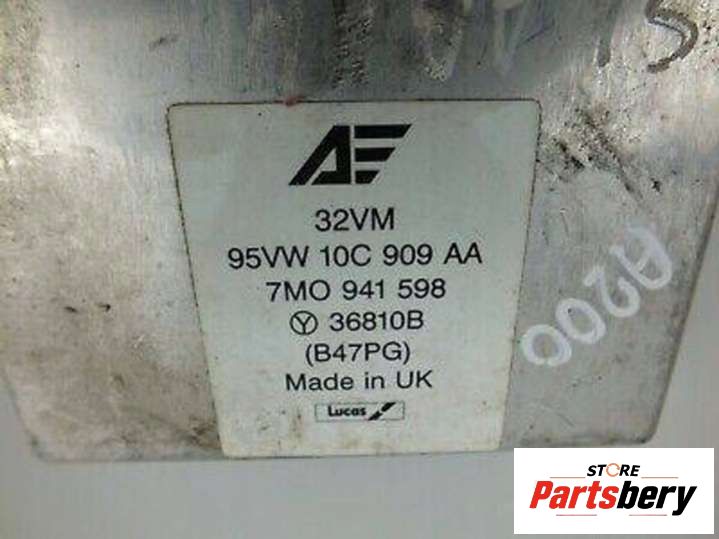 AE
32VM
95VW 10C 909 AA
7MO 941 598
Y 36810B
(B47PG)
Made in UK
Lucas
A200
STORE
Partsbery